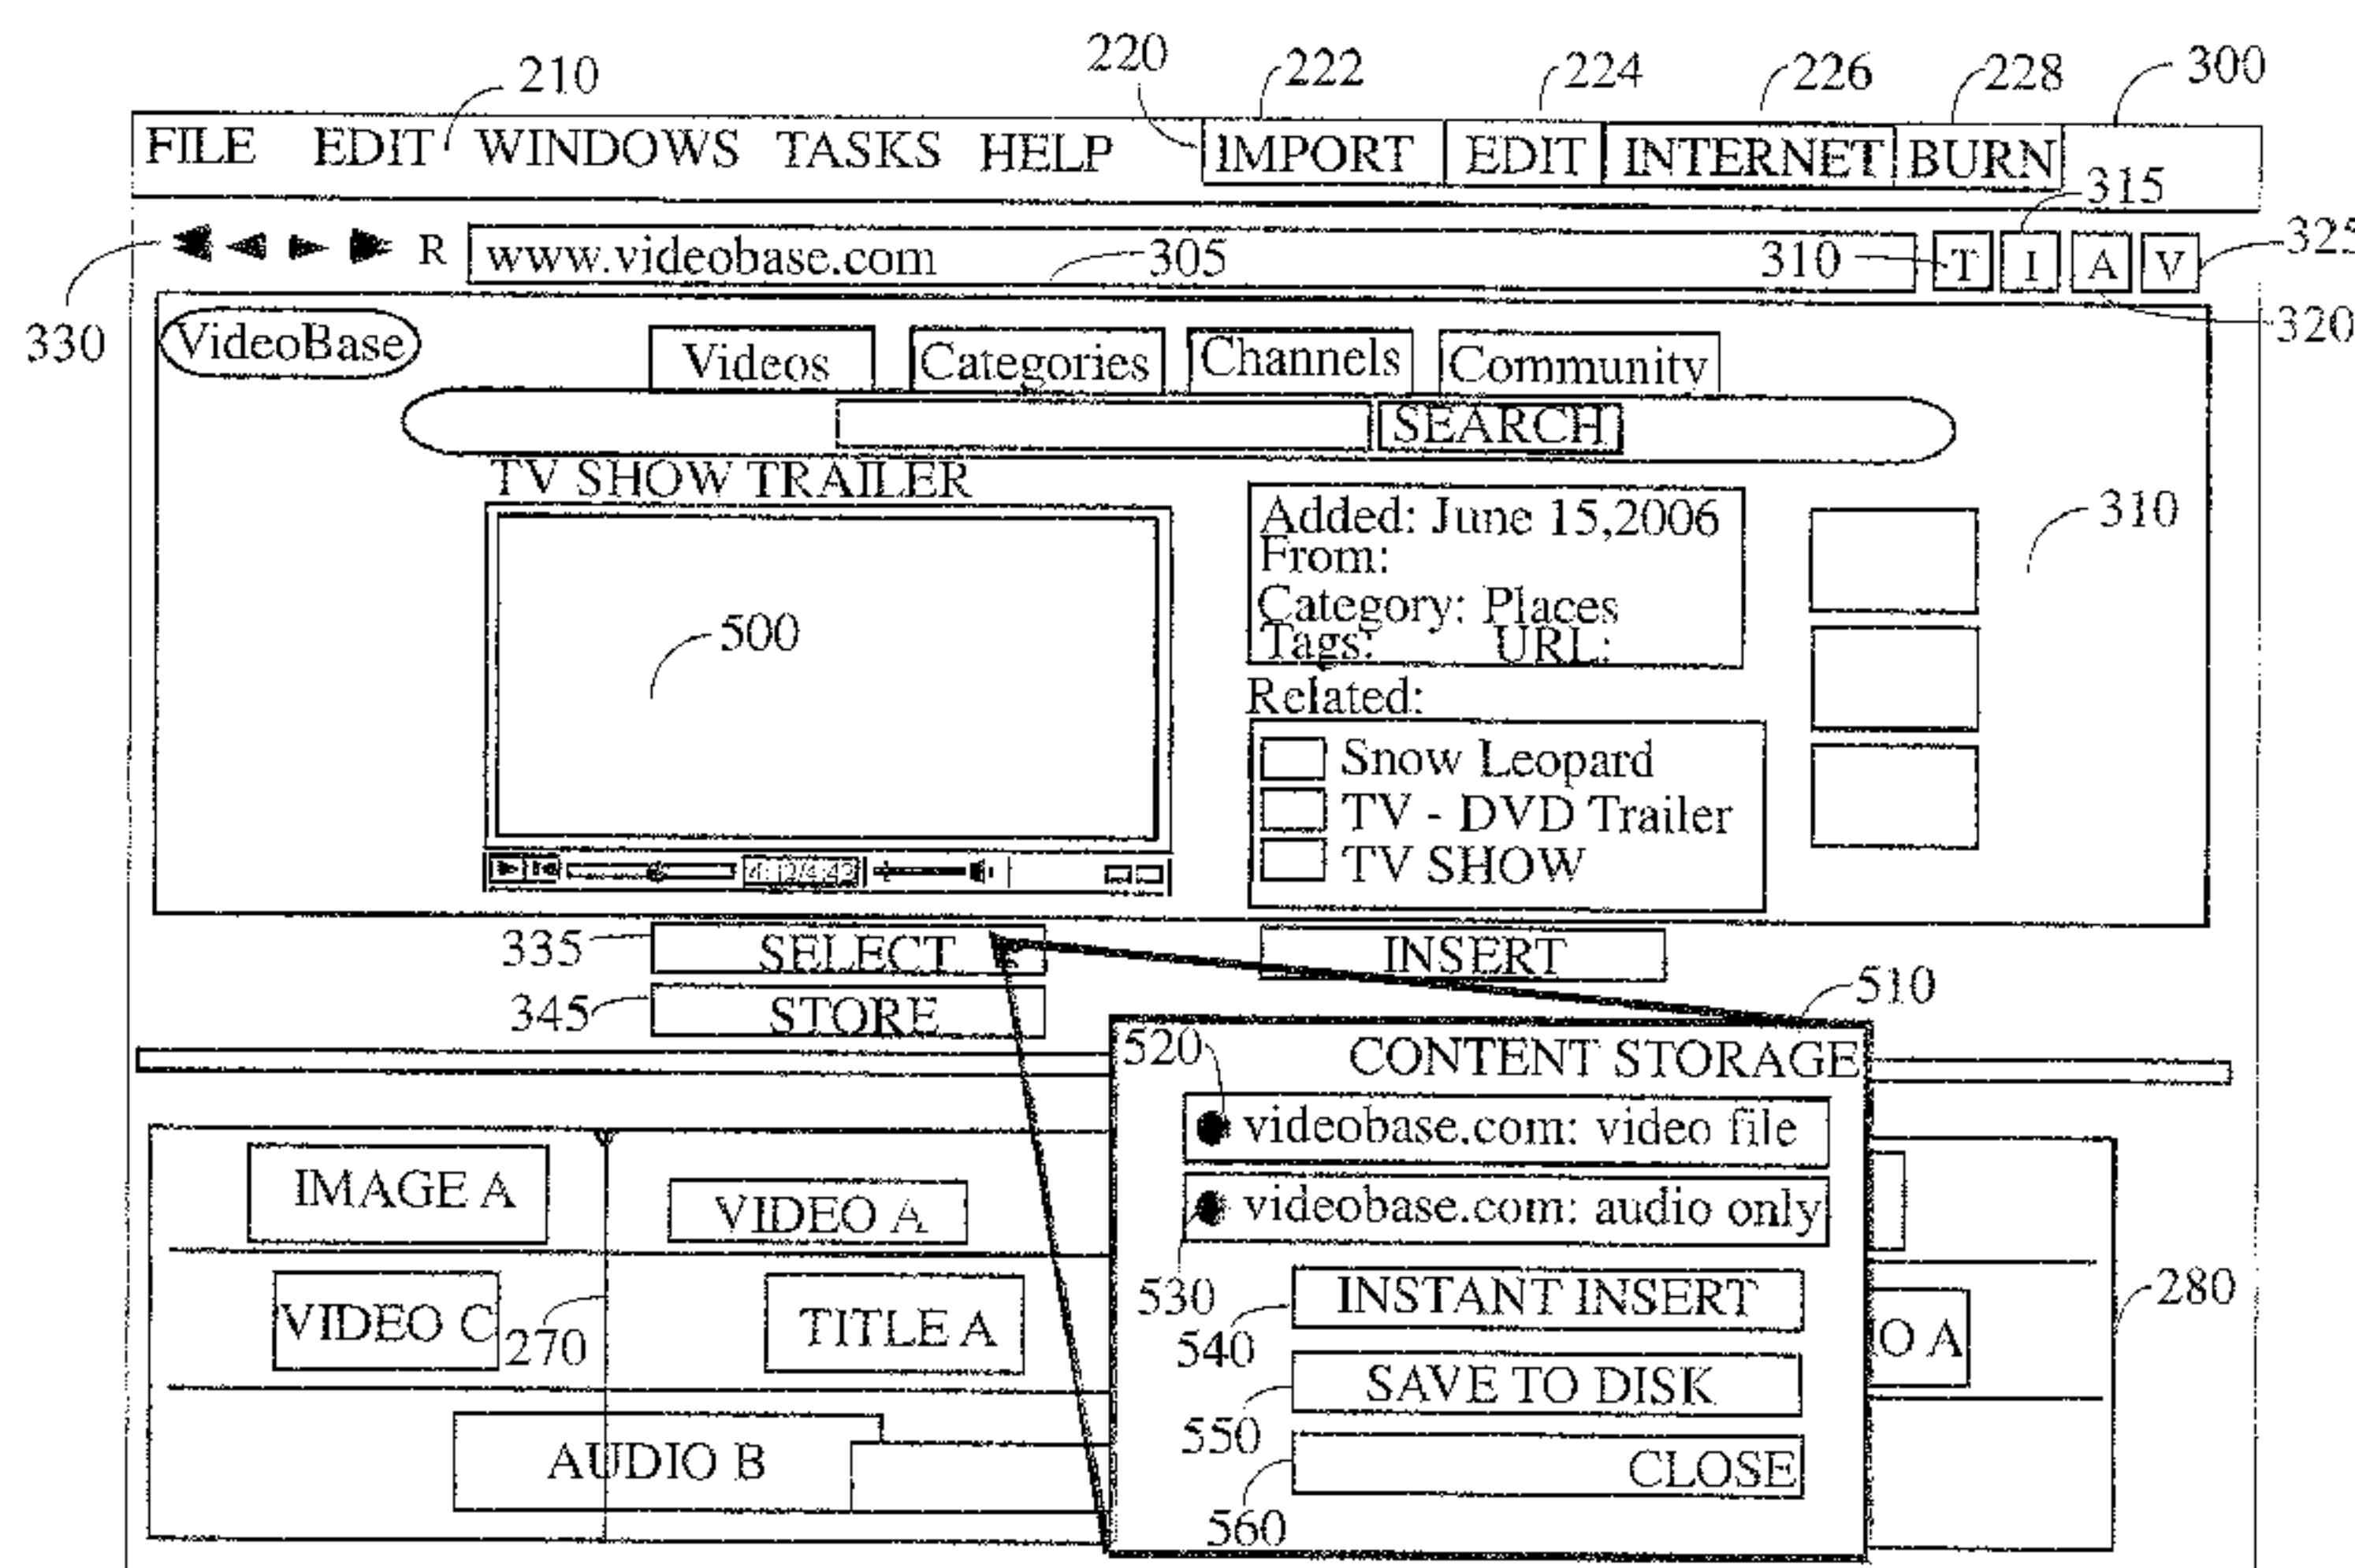 210 220 222 224 226 228 300
FILE EDIT WINDOWS TASKS HELP IMPORT EDIT INTERNET BURN
315
R www.videobase.com 305 310 T I A V 325
330 320
VideoBase Videos Categories Channels Community
SEARCH
TV SHOW TRAILER
Added: June 15,2006
From:
Category: Places
Tags: URL:
310
500
Related:
Snow Leopard
TV - DVD Trailer
TV SHOW
335 SELECT INSERT
345 STORE 510
520 CONTENT STORAGE
videobase.com: video file
videobase.com: audio only
IMAGE A VIDEO A
530 INSTANT INSERT 280
VIDEO C 270 TITLE A 540 O A
SAVE TO DISK
550
AUDIO B CLOSE
560